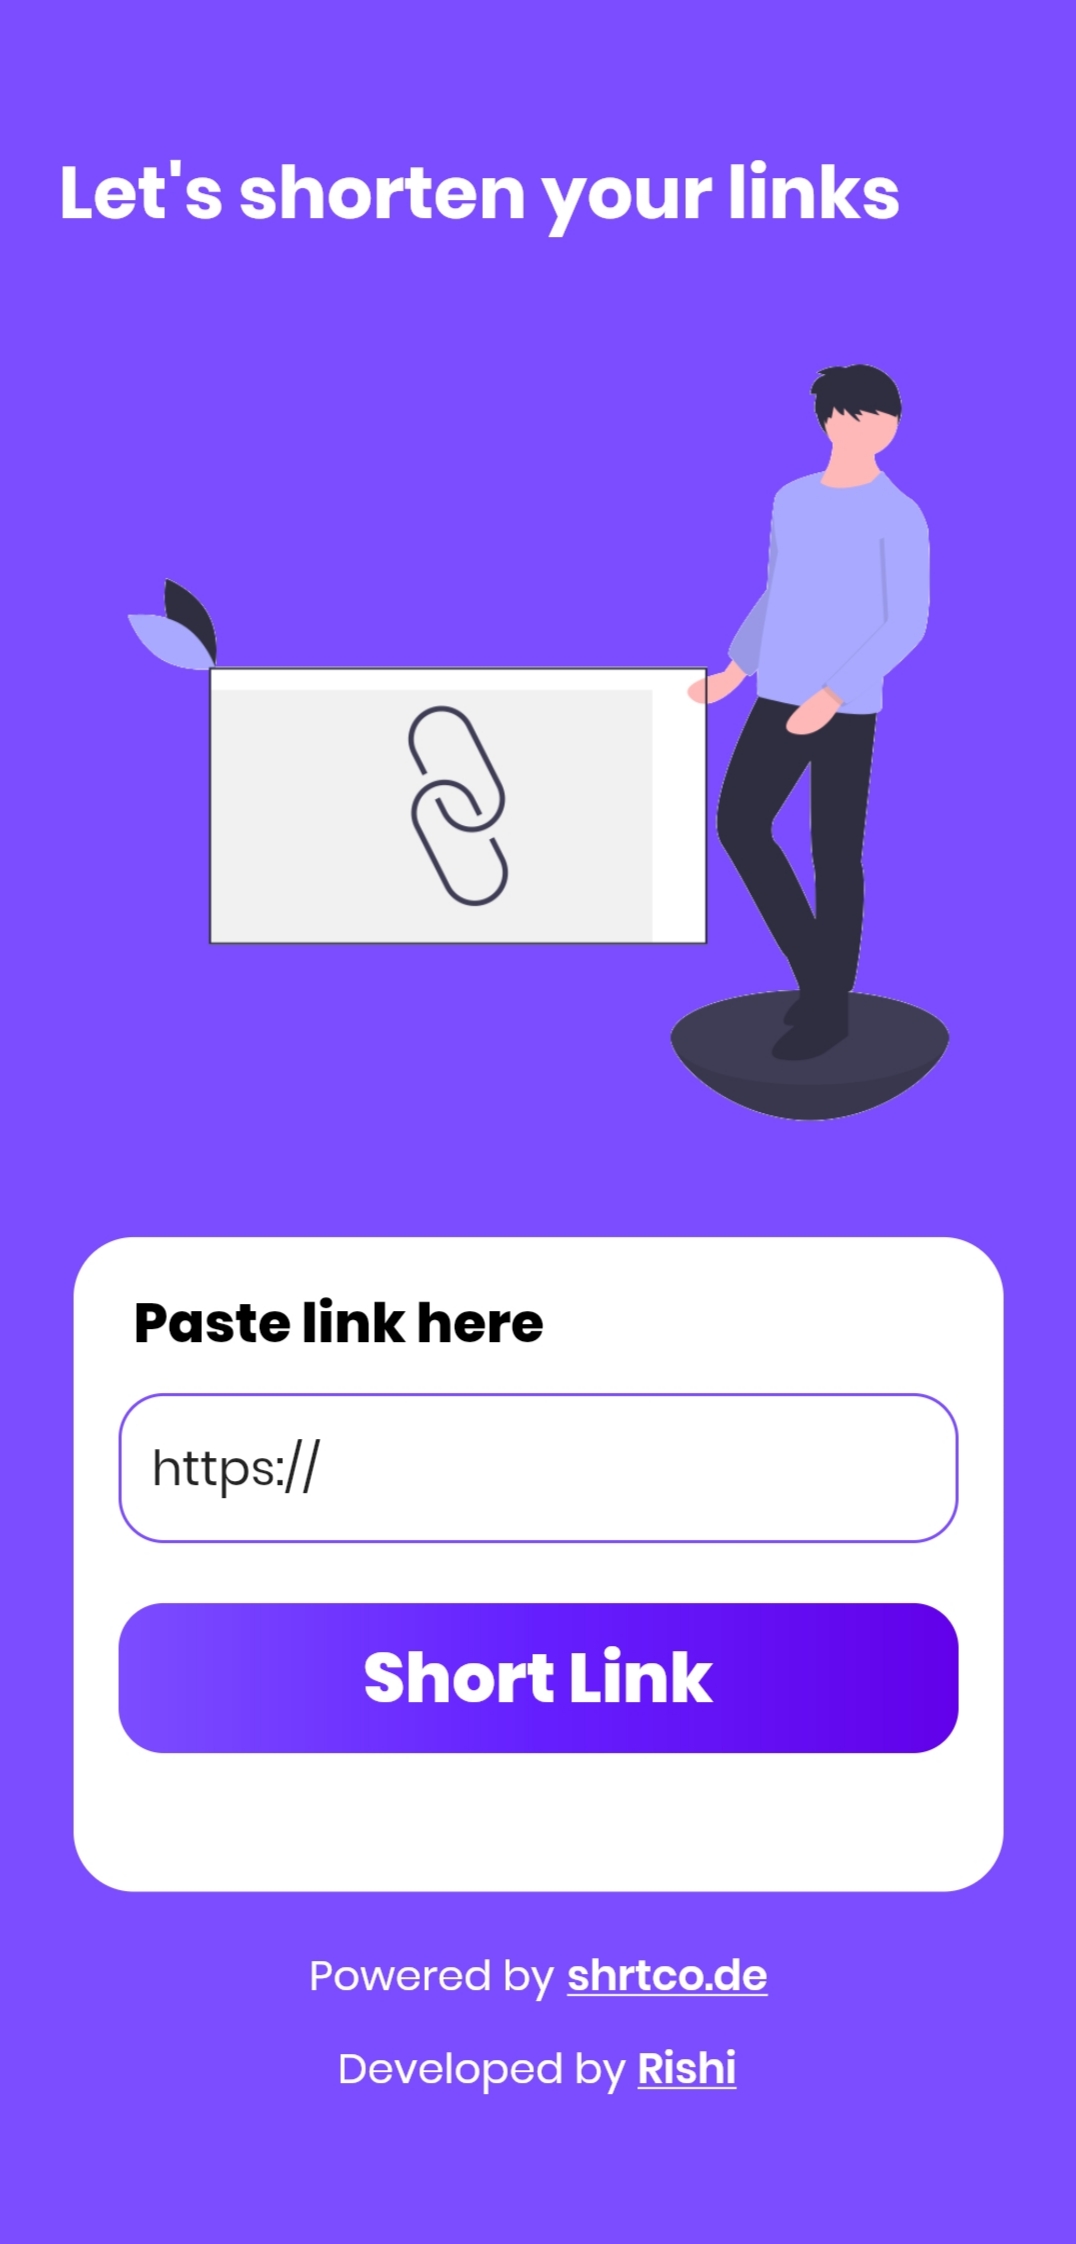 Let's shorten your links
Paste link here
https://
Short Link
Powered by shrtco.de
Developed by Rishi